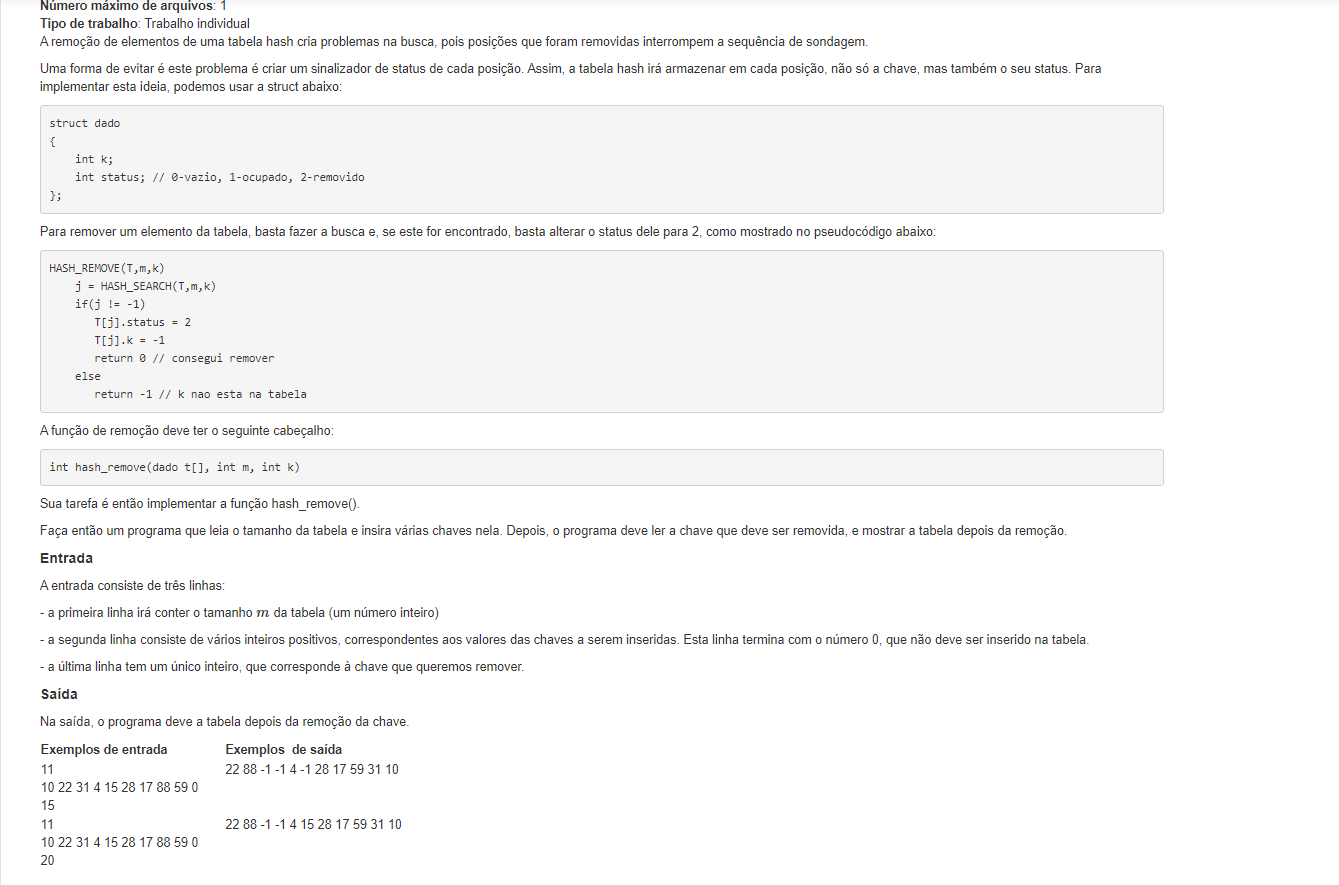 Número máximo de arquivos: 1
Tipo de trabalho: Trabalho individual
A remoção de elementos de uma tabela hash cria problemas na busca, pois posições que foram removidas interrompem a sequência de sondagem.
Uma forma de evitar é este problema é criar um sinalizador de status de cada posição. Assim, a tabela hash irá armazenar em cada posição, não só a chave, mas também o seu status. Para
implementar esta ideia, podemos usar a struct abaixo:
struct dado
{
    int k;
    int status; // 0-vazio, 1-ocupado, 2-removido
};
Para remover um elemento da tabela, basta fazer a busca e, se este for encontrado, basta alterar o status dele para 2, como mostrado no pseudocódigo abaixo:
HASH_REMOVE(T,m,k)
    j = HASH_SEARCH(T,m,k)
    if(j != -1)
       T[j].status = 2
       T[j].k = -1
       return 0 // consegui remover
    else
       return -1 // k nao esta na tabela
A função de remoção deve ter o seguinte cabeçalho:
int hash_remove(dado t[], int m, int k)
Sua tarefa é então implementar a função hash_remove().
Faça então um programa que leia o tamanho da tabela e insira várias chaves nela. Depois, o programa deve ler a chave que deve ser removida, e mostrar a tabela depois da remoção.
Entrada
A entrada consiste de três linhas:
- a primeira linha irá conter o tamanho m da tabela (um número inteiro)
- a segunda linha consiste de vários inteiros positivos, correspondentes aos valores das chaves a serem inseridas. Esta linha termina com o número 0, que não deve ser inserido na tabela.
- a última linha tem um único inteiro, que corresponde à chave que queremos remover.
Saída
Na saída, o programa deve a tabela depois da remoção da chave.
Exemplos de entrada Exemplos  de saída
11 22 88 -1 -1 4 -1 28 17 59 31 10
10 22 31 4 15 28 17 88 59 0
15
11 22 88 -1 -1 4 15 28 17 59 31 10
10 22 31 4 15 28 17 88 59 0
20